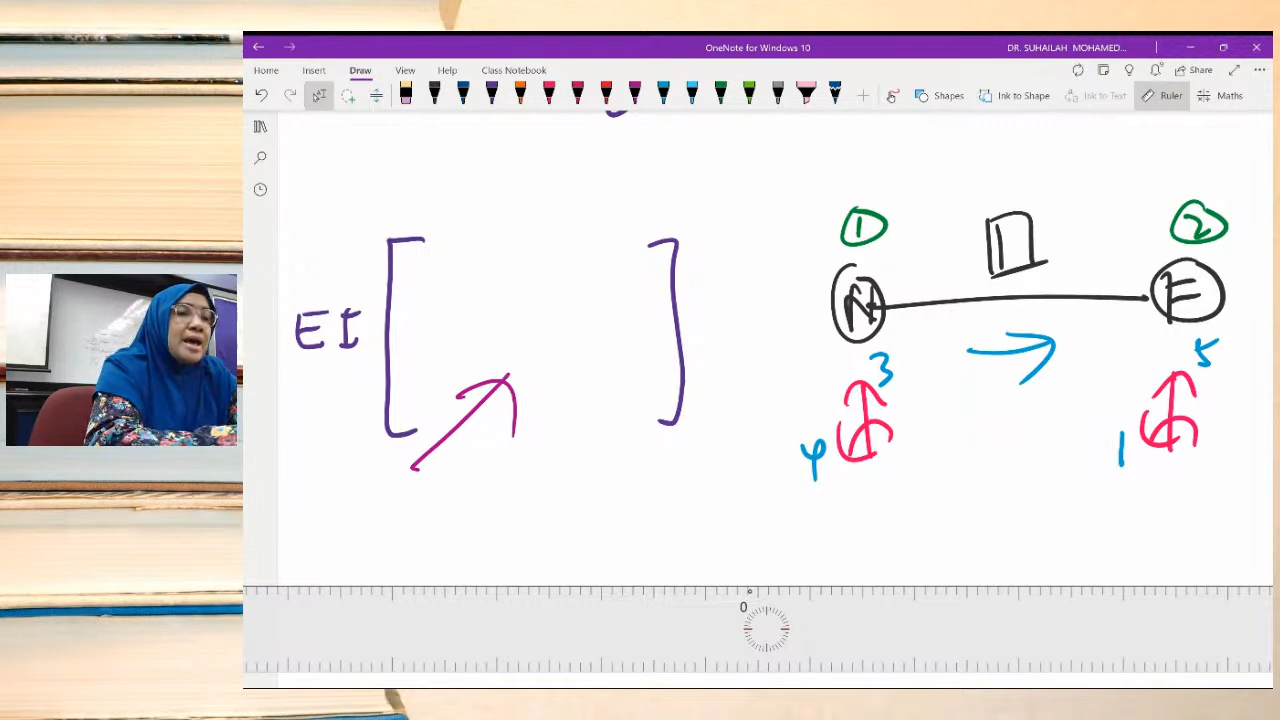 OneNote for Windows 10
DR. SUHAILAH MOHAMED...
Home Insert Draw View Help Class Notebook
Share
Shapes
Ink to Shape
Ink to Text
Ruler
Maths
1
2
1
N
F
EI
3
5
4
1
0